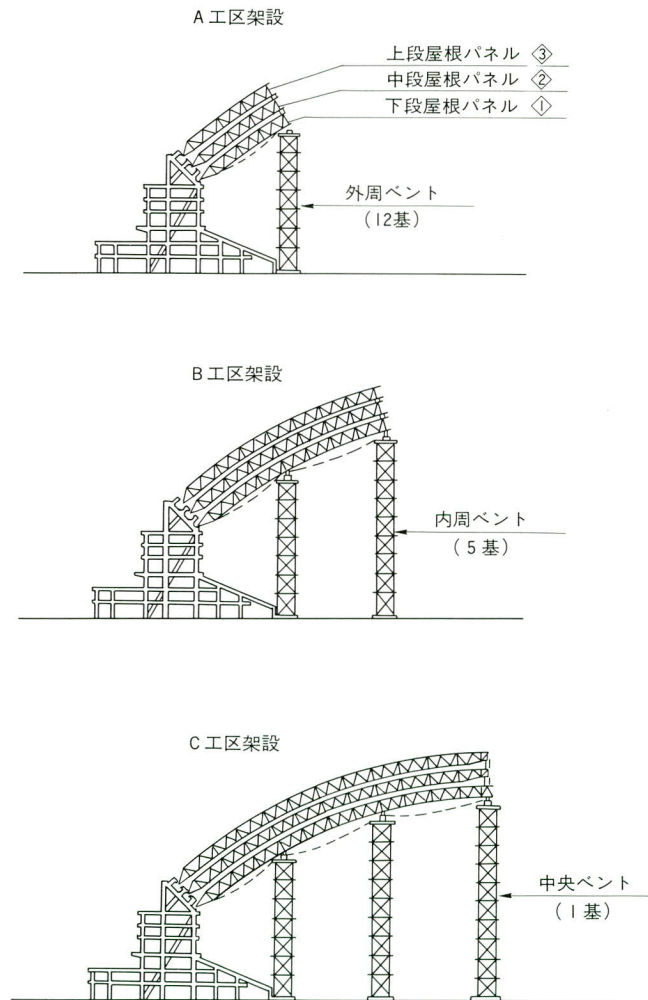 A工区架設
上段屋根パネル ③
中段屋根パネル ②
下段屋根パネル ①
外周ベント
(12基)
B工区架設
内周ベント
(5基)
C工区架設
中央ベント
(1基)